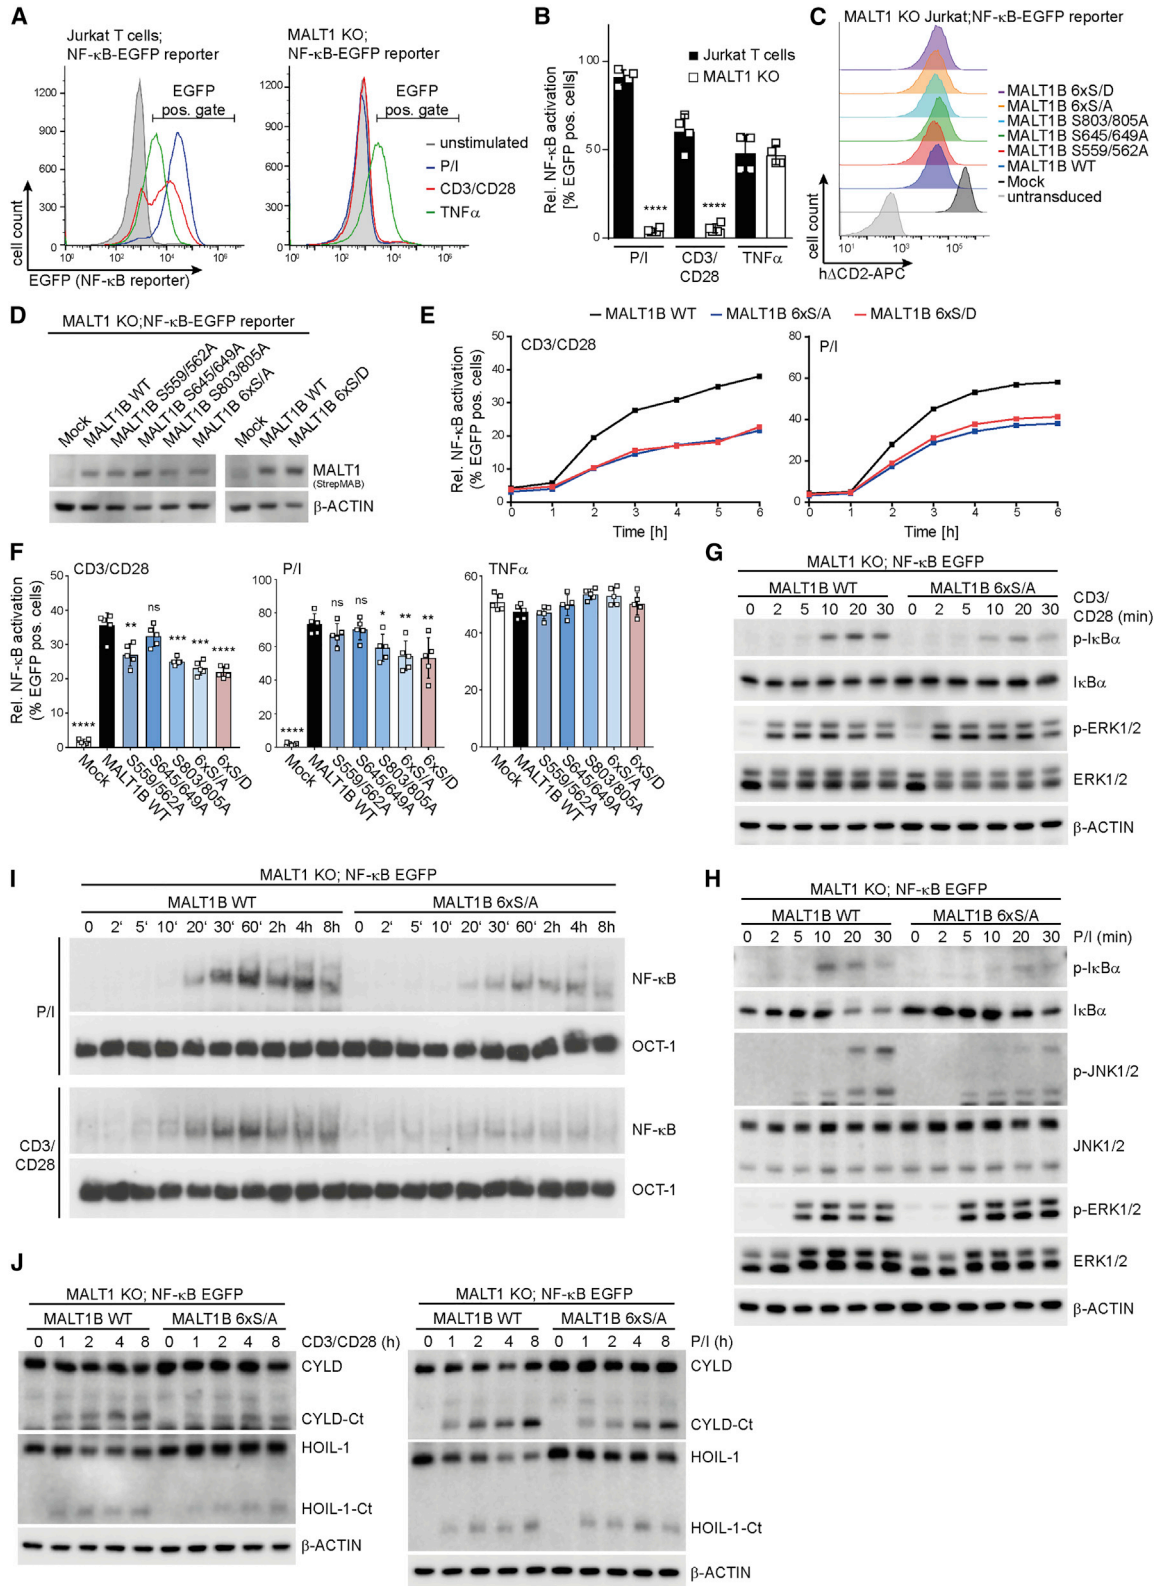 A
Jurkat T cells;
NF-κB-EGFP reporter
MALT1 KO;
NF-κB-EGFP reporter
EGFP
pos. gate
EGFP
pos. gate
1200
900
600
300
0
10⁰ 10² 10⁴ 10⁶
1200
900
600
300
0
10⁰ 10² 10⁴ 10⁶
unstimulated
P/I
CD3/CD28
TNFα
cell count
EGFP (NF-κB reporter)
B
Rel. NF-κB activation
[% EGFP pos. cells]
100
50
0
Jurkat T cells
MALT1 KO
****
****
P/I
CD3/
CD28
TNFα
C
MALT1 KO Jurkat;NF-κB-EGFP reporter
MALT1B 6xS/D
MALT1B 6xS/A
MALT1B S803/805A
MALT1B S645/649A
MALT1B S559/562A
MALT1B WT
Mock
untransduced
cell count
10¹ 10³ 10⁵
hΔCD2-APC
D
MALT1 KO;NF-κB-EGFP reporter
Mock
MALT1B WT
MALT1B S559/562A
MALT1B S645/649A
MALT1B S803/805A
MALT1B 6xS/A
Mock
MALT1B WT
MALT1B 6xS/D
MALT1
(StrepMAB)
β-ACTIN
E
MALT1B WT MALT1B 6xS/A MALT1B 6xS/D
Rel. NF-κB activation
(% EGFP pos. cells)
CD3/CD28
50
40
30
20
10
0
0 1 2 3 4 5 6
Time [h]
P/I
80
60
40
20
0
0 1 2 3 4 5 6
Time [h]
F
Rel. NF-κB activation
(% EGFP pos. cells)
CD3/CD28
50
40
30
20
10
0
**** ** ns *** *** ****
Mock
MALT1B WT
S559/562A
S645/649A
S803/805A
6xS/A
6xS/D
P/I
100
80
60
40
20
0
**** ns ns * ** **
Mock
MALT1B WT
S559/562A
S645/649A
S803/805A
6xS/A
6xS/D
TNFα
60
40
20
0
Mock
MALT1B WT
S559/562A
S645/649A
S803/805A
6xS/A
6xS/D
G
MALT1 KO; NF-κB EGFP
MALT1B WT MALT1B 6xS/A
0 2 5 10 20 30 0 2 5 10 20 30
CD3/
CD28 (min)
p-IκBα
IκBα
p-ERK1/2
ERK1/2
β-ACTIN
I
MALT1 KO; NF-κB EGFP
MALT1B WT MALT1B 6xS/A
0 2‘ 5‘ 10‘ 20‘ 30‘ 60‘ 2h 4h 8h 0 2‘ 5‘ 10‘ 20‘ 30‘ 60‘ 2h 4h 8h
P/I
NF-κB
OCT-1
CD3/
CD28
NF-κB
OCT-1
H
MALT1 KO; NF-κB EGFP
MALT1B WT MALT1B 6xS/A
0 2 5 10 20 30 0 2 5 10 20 30 P/I (min)
p-IκBα
IκBα
p-JNK1/2
JNK1/2
p-ERK1/2
ERK1/2
β-ACTIN
J
MALT1 KO; NF-κB EGFP
MALT1B WT MALT1B 6xS/A
0 1 2 4 8 0 1 2 4 8 CD3/CD28 (h)
CYLD
CYLD-Ct
HOIL-1
HOIL-1-Ct
β-ACTIN
MALT1 KO; NF-κB EGFP
MALT1B WT MALT1B 6xS/A
0 1 2 4 8 0 1 2 4 8 P/I (h)
CYLD
CYLD-Ct
HOIL-1
HOIL-1-Ct
β-ACTIN